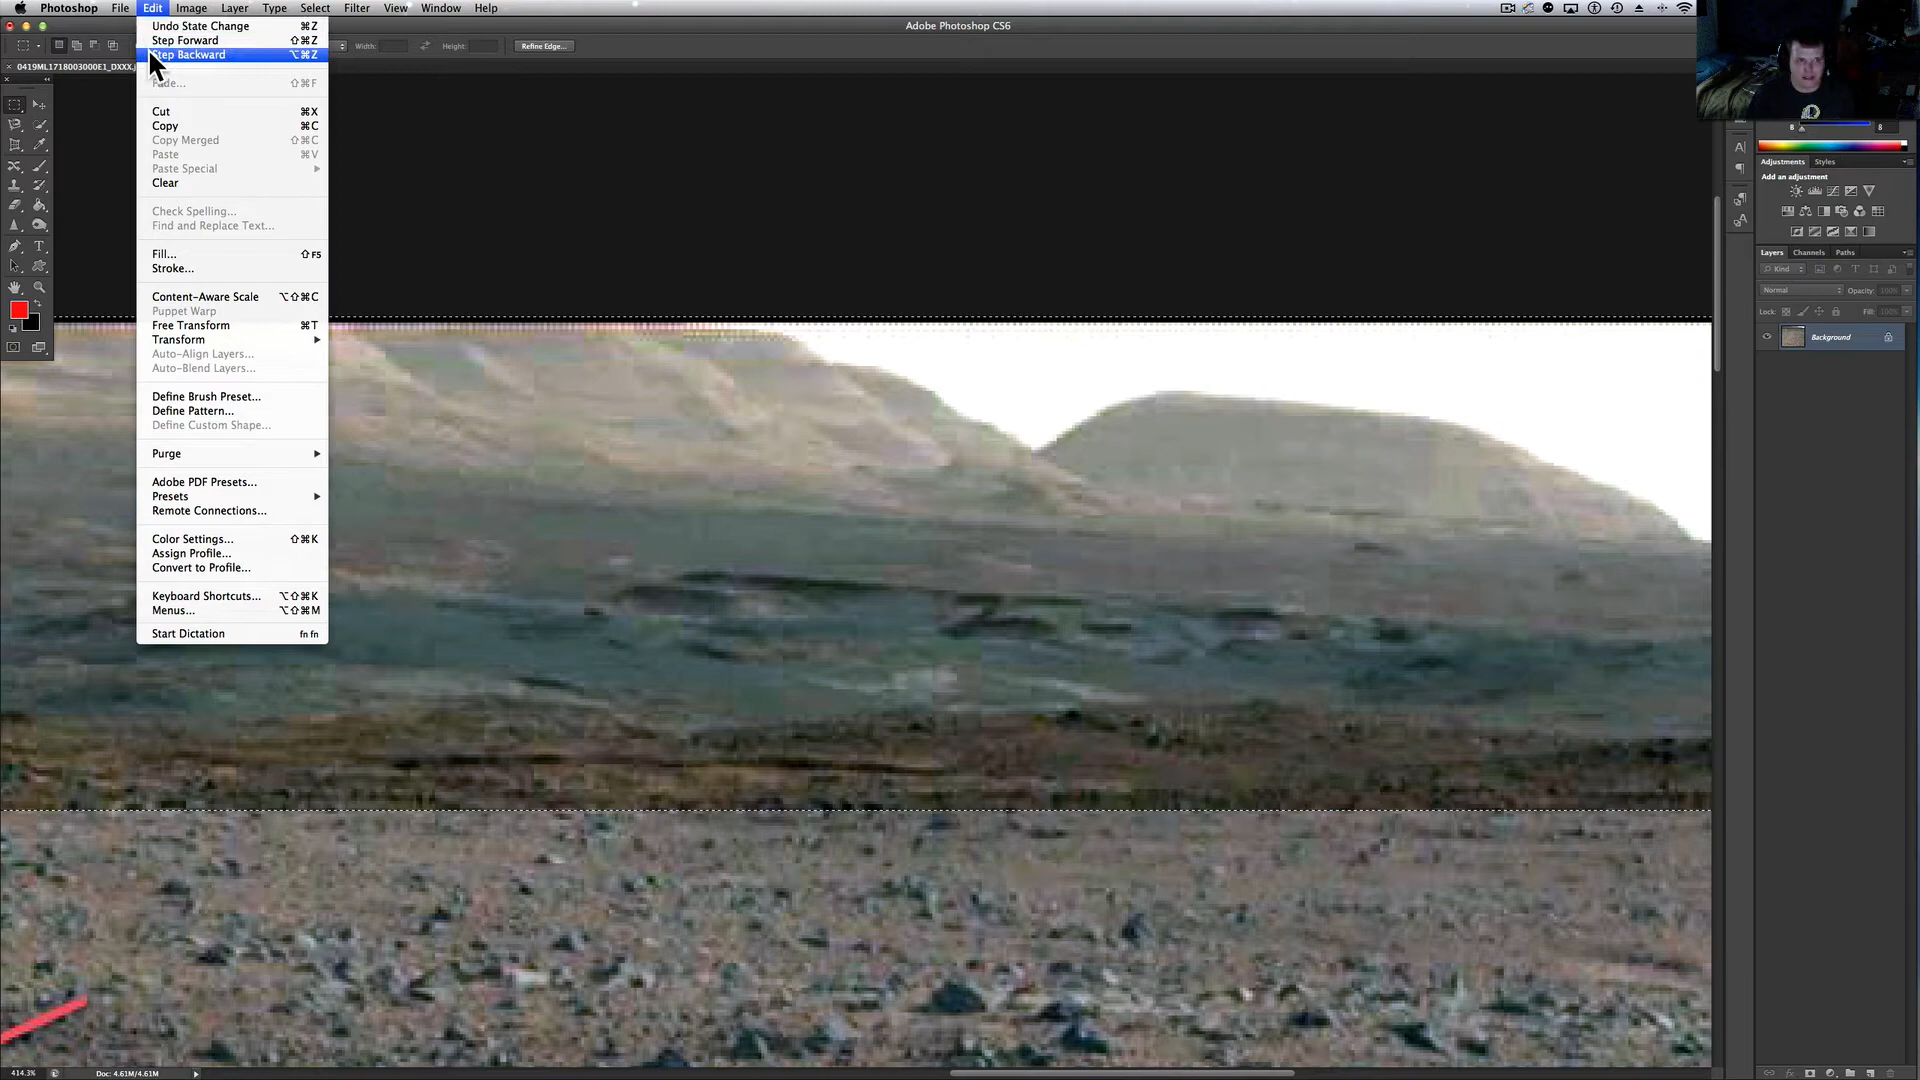 Photoshop File Edit Image Layer Type Select Filter View Window Help
Adobe Photoshop CS6
Width: Height: Refine Edge...
Undo State Change ⌘Z
Step Forward ⇧⌘Z
Step Backward ⌥⌘Z
Fade... ⇧⌘F
Cut ⌘X
Copy ⌘C
Copy Merged ⇧⌘C
Paste ⌘V
Paste Special
Clear
Check Spelling...
Find and Replace Text...
Fill... ⇧F5
Stroke...
Content-Aware Scale ⌥⇧⌘C
Puppet Warp
Free Transform ⌘T
Transform
Auto-Align Layers...
Auto-Blend Layers...
Define Brush Preset...
Define Pattern...
Define Custom Shape...
Purge
Adobe PDF Presets...
Presets
Remote Connections...
Color Settings... ⇧⌘K
Assign Profile...
Convert to Profile...
Keyboard Shortcuts... ⌥⇧⌘K
Menus... ⌥⇧⌘M
Start Dictation fn fn
0419ML1718003000E1_DXXX.j
B 8
Adjustments Styles
Add an adjustment
Layers Channels Paths
Kind
Normal Opacity: 100%
Lock: Fill: 100%
Background
414.3% Doc: 4.61M/4.61M